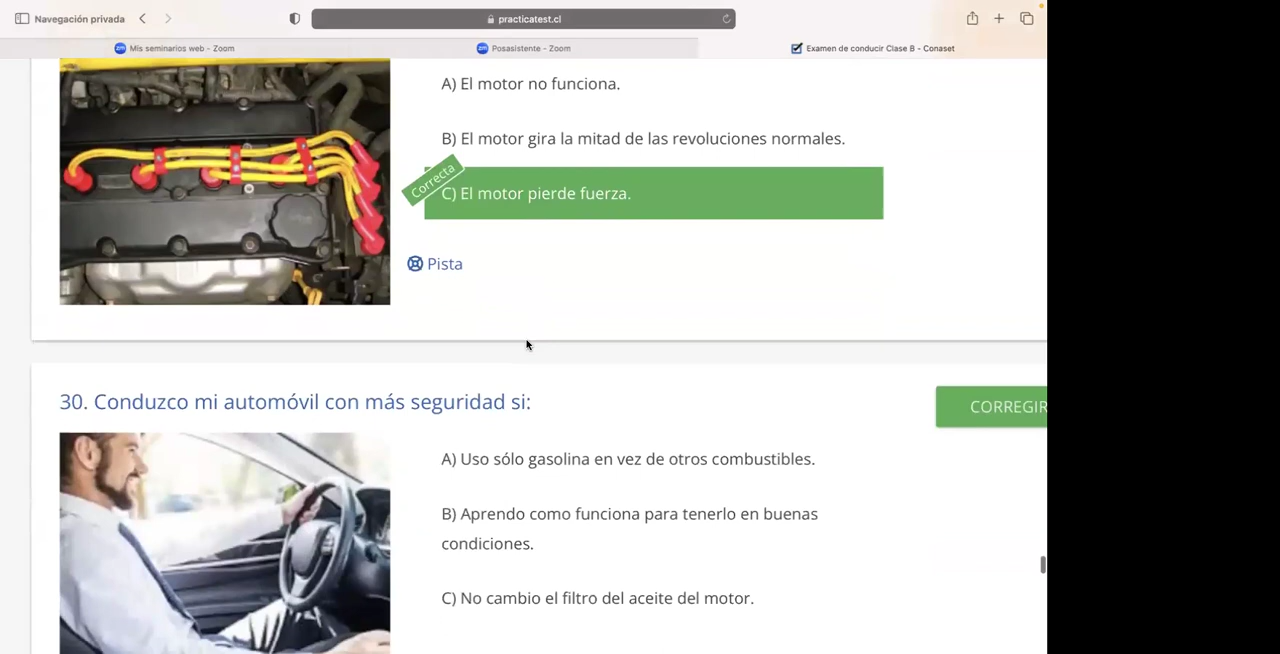 Navegación privada
practicatest.cl
Mis seminarios web - Zoom
Posasistente - Zoom
Examen de conducir Clase B - Conaset
A) El motor no funciona.
B) El motor gira la mitad de las revoluciones normales.
Correcta
C) El motor pierde fuerza.
Pista
30. Conduzco mi automóvil con más seguridad si:
CORREGIR
A) Uso sólo gasolina en vez de otros combustibles.
B) Aprendo como funciona para tenerlo en buenas
condiciones.
C) No cambio el filtro del aceite del motor.